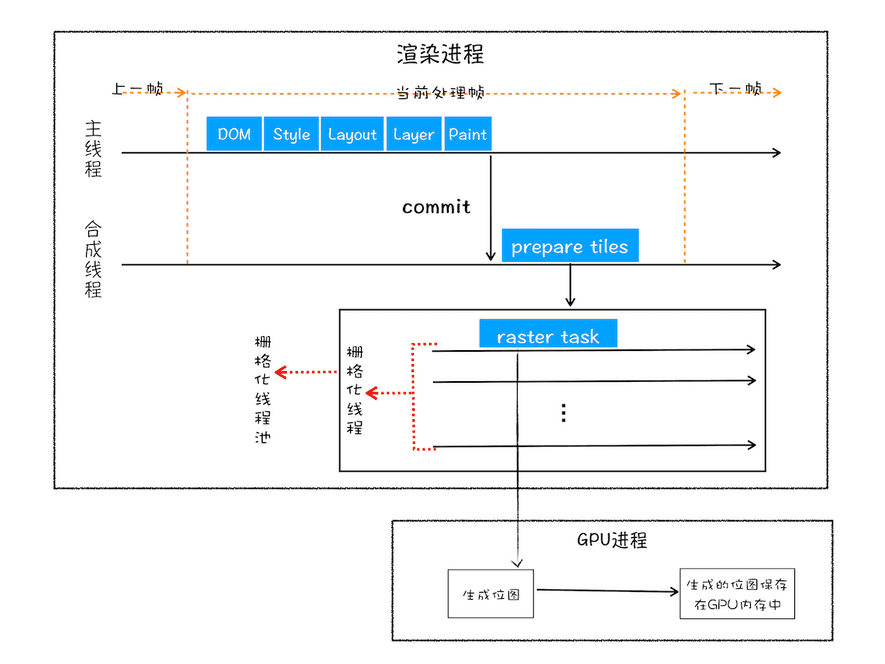 渲染进程
上一帧
当前处理帧
下一帧
主线程
DOM
Style
Layout
Layer
Paint
commit
合成线程
prepare tiles
raster task
栅格化线程池
栅格化线程
...
GPU进程
生成位图
生成的位图保存
在GPU内存中